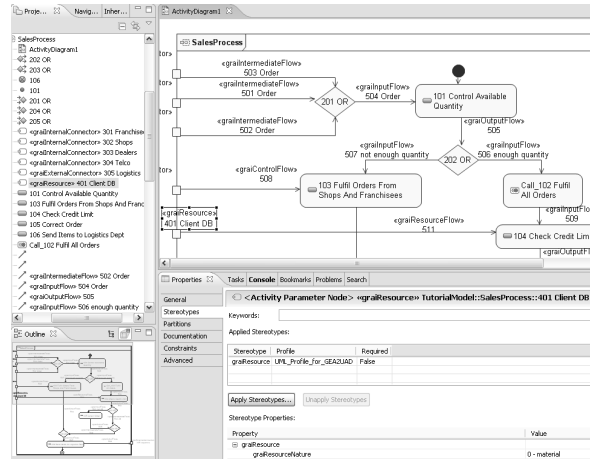 Proje...
Navig...
Inher...
SalesProcess
ActivityDiagram1
202 OR
203 OR
106
101
201 OR
204 OR
205 OR
«graiInternalConnector» 301 Franchisee
«graiInternalConnector» 302 Shops
«graiInternalConnector» 303 Dealers
«graiInternalConnector» 304 Telco
«graiExternalConnector» 305 Logistics
«graiResource» 401 Client DB
101 Control Available Quantity
103 Fulfil Orders From Shops And Franc
104 Check Credit Limit
105 Correct Order
106 Send Items to Logistics Dept
Call_102 Fulfil All Orders
«graiIntermediateFlow» 502 Order
«graiInputFlow» 504 Order
«graiOutputFlow» 505
«graiInputFlow» 506 enough quantity
Outline
ActivityDiagram1
SalesProcess
tor»
«graiIntermediateFlow»
503 Order
tor»
«graiIntermediateFlow»
501 Order
201 OR
«graiInputFlow»
504 Order
101 Control Available
Quantity
tor»
«graiIntermediateFlow»
502 Order
«graiOutputFlow»
505
«graiInputFlow»
507 not enough quantity
202 OR
«graiInputFlow»
506 enough quantity
tor»
«graiControlFlow»
508
103 Fulfil Orders From
Shops And Franchisees
Call_102 Fulfil
All Orders
«graiResource»
401 Client DB
«graiResourceFlow»
511
«graiInputFlo
509
104 Check Credit Lim
«graiOutputF
Properties
Tasks
Console
Bookmarks
Problems
Search
General
Stereotypes
Partitions
Documentation
Constraints
Advanced
<Activity Parameter Node> «graiResource» TutorialModel::SalesProcess::401 Client DB
Keywords:
Applied Stereotypes:
Stereotype Profile Required
graiResource UML_Profile_for_GEA2UAD False
Apply Stereotypes...
Unapply Stereotypes
Stereotype Properties:
Property Value
graiResource
graiResourceNature 0 - material